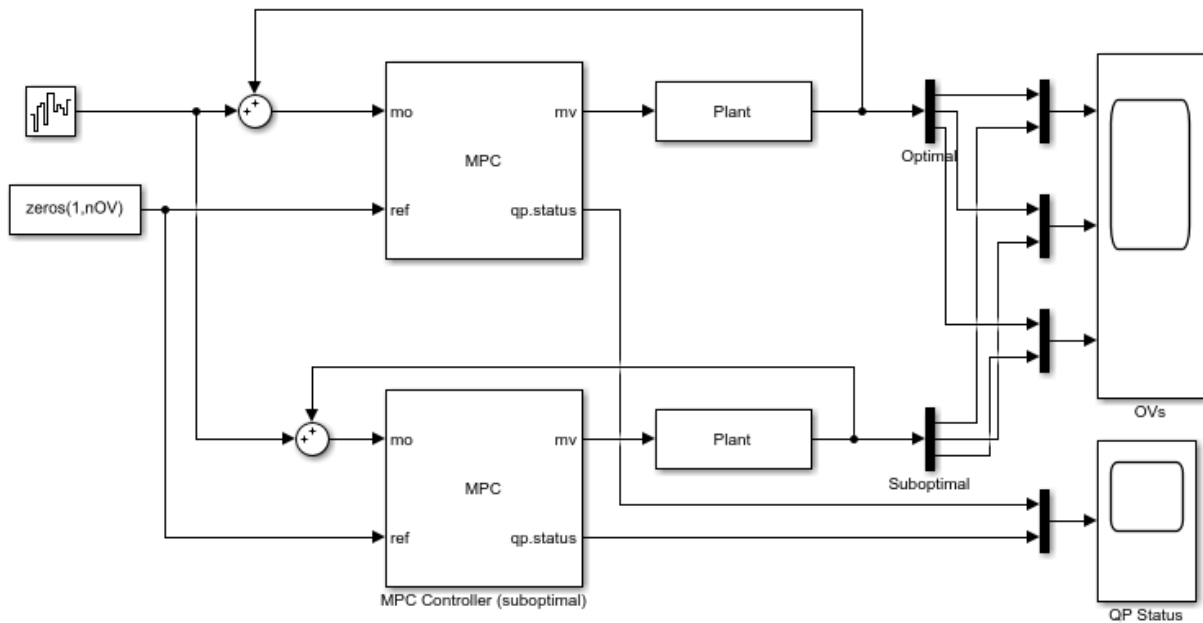 mo
mv
MPC
ref
qp.status
Plant
Optimal
zeros(1,nOV)
OVs
mo
mv
MPC
ref
qp.status
MPC Controller (suboptimal)
Plant
Suboptimal
QP Status